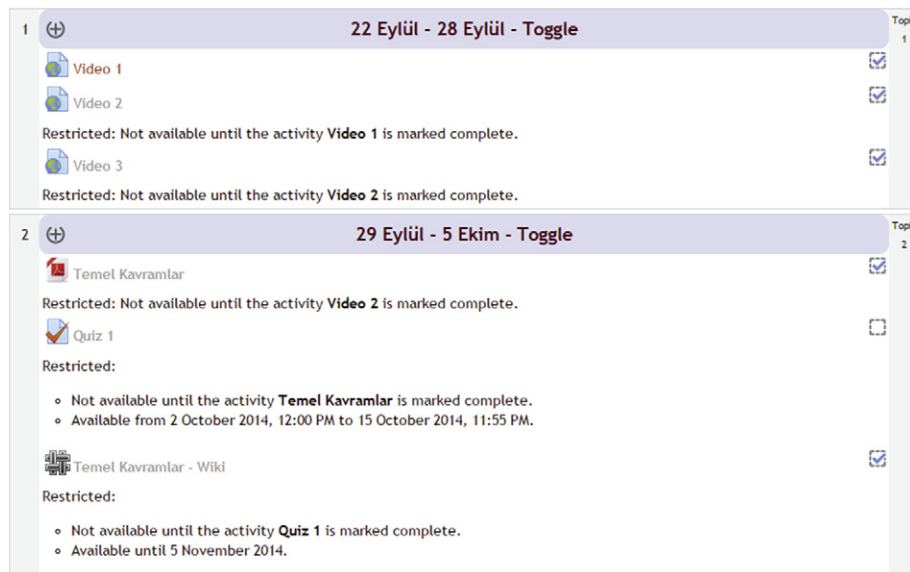 1
22 Eylül - 28 Eylül - Toggle
Topi
1
Video 1
Video 2
Restricted: Not available until the activity Video 1 is marked complete.
Video 3
Restricted: Not available until the activity Video 2 is marked complete.
2
29 Eylül - 5 Ekim - Toggle
Topi
2
Temel Kavramlar
Restricted: Not available until the activity Video 2 is marked complete.
Quiz 1
Restricted:
Not available until the activity Temel Kavramlar is marked complete.
Available from 2 October 2014, 12:00 PM to 15 October 2014, 11:55 PM.
Temel Kavramlar - Wiki
Restricted:
Not available until the activity Quiz 1 is marked complete.
Available until 5 November 2014.